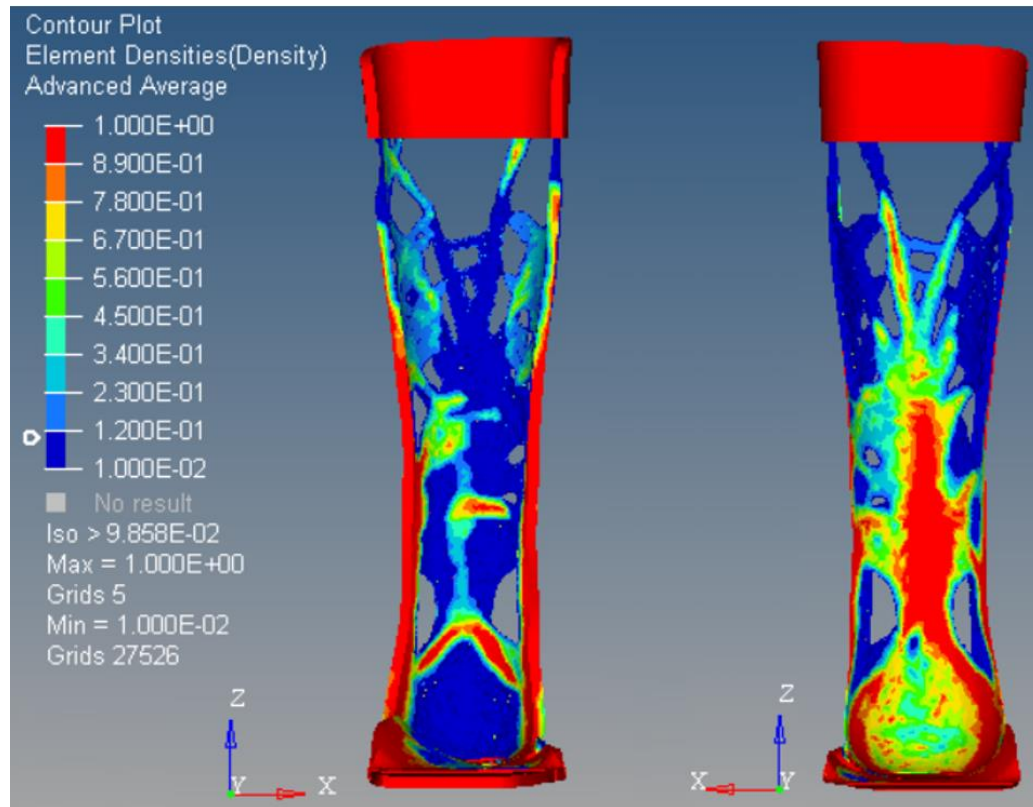 Contour Plot
Element Densities(Density)
Advanced Average
1.000E+00
8.900E-01
7.800E-01
6.700E-01
5.600E-01
4.500E-01
3.400E-01
2.300E-01
1.200E-01
1.000E-02
No result
Iso > 9.858E-02
Max = 1.000E+00
Grids 5
Min = 1.000E-02
Grids 27526
Z
Y
X
Z
X
Y